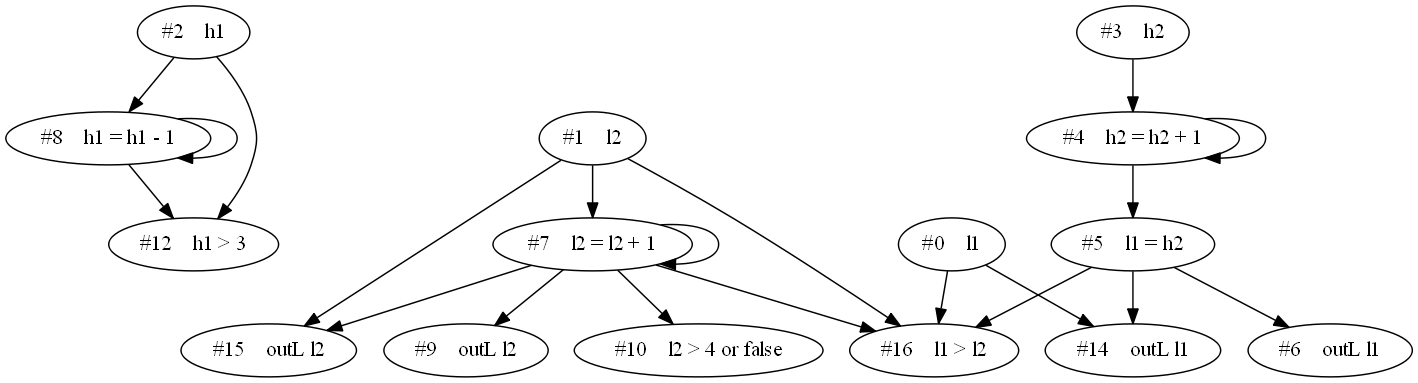 #2 h1
#3 h2
#8 h1 = h1 - 1
#1 l2
#4 h2 = h2 + 1
#12 h1 > 3
#7 l2 = l2 + 1
#0 l1
#5 l1 = h2
#15 outL l2
#9 outL l2
#10 l2 > 4 or false
#16 l1 > l2
#14 outL l1
#6 outL l1